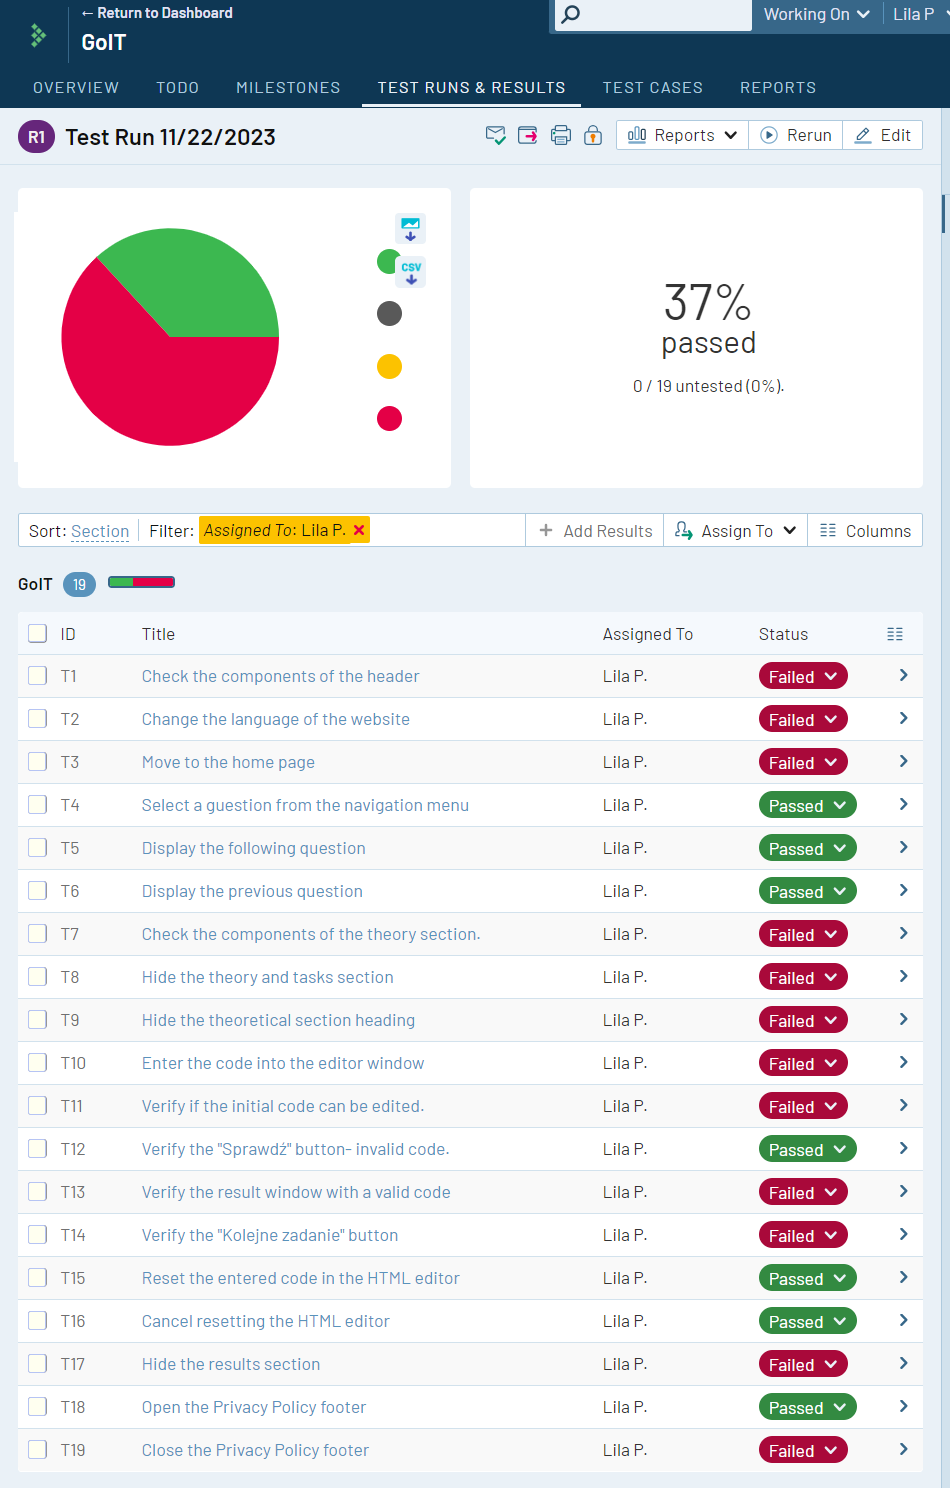 ← Return to Dashboard
Working On
Lila P
GoIT
OVERVIEW TODO MILESTONES TEST RUNS & RESULTS TEST CASES REPORTS
R1 Test Run 11/22/2023
Reports Rerun Edit
CSV
37%
passed
0 / 19 untested (0%).
Sort: Section Filter: Assigned To: Lila P. Add Results Assign To Columns
GoIT 19
ID Title Assigned To Status
T1 Check the components of the header Lila P. Failed
T2 Change the language of the website Lila P. Failed
T3 Move to the home page Lila P. Failed
T4 Select a guestion from the navigation menu Lila P. Passed
T5 Display the following question Lila P. Passed
T6 Display the previous question Lila P. Passed
T7 Check the components of the theory section. Lila P. Failed
T8 Hide the theory and tasks section Lila P. Failed
T9 Hide the theoretical section heading Lila P. Failed
T10 Enter the code into the editor window Lila P. Failed
T11 Verify if the initial code can be edited. Lila P. Failed
T12 Verify the "Sprawdź" button- invalid code. Lila P. Passed
T13 Verify the result window with a valid code Lila P. Failed
T14 Verify the "Kolejne zadanie" button Lila P. Failed
T15 Reset the entered code in the HTML editor Lila P. Passed
T16 Cancel resetting the HTML editor Lila P. Passed
T17 Hide the results section Lila P. Failed
T18 Open the Privacy Policy footer Lila P. Passed
T19 Close the Privacy Policy footer Lila P. Failed